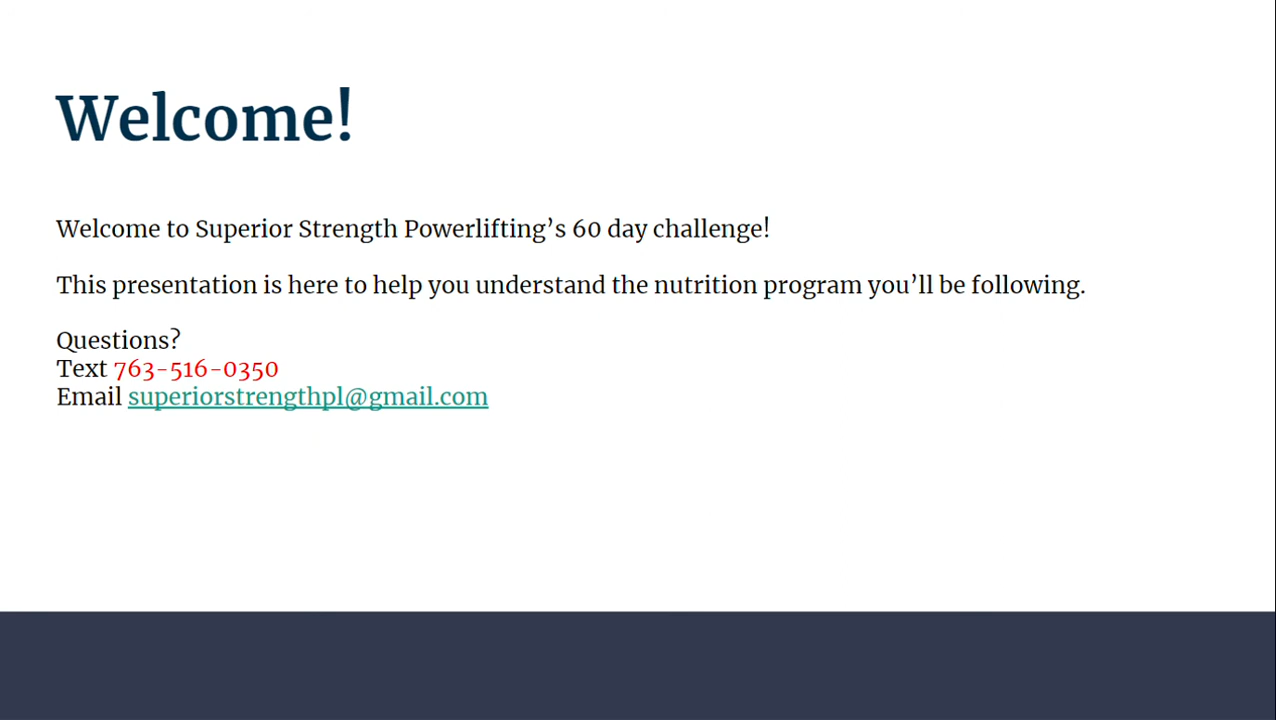 Welcome!
Welcome to Superior Strength Powerlifting’s 60 day challenge!
This presentation is here to help you understand the nutrition program you’ll be following.
Questions?
Text 763-516-0350
Email superiorstrengthpl@gmail.com